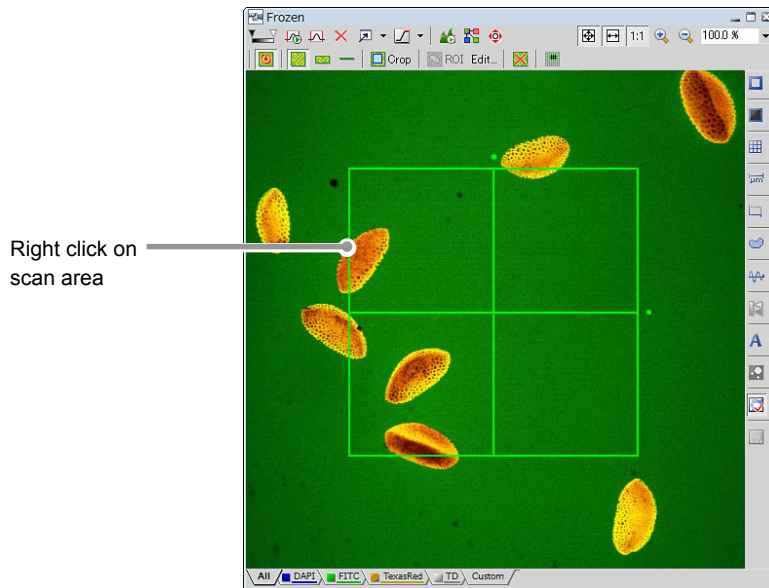 Frozen
1:1
100.0 %
Crop
ROI
Edit...
Right click on
scan area
μm
A
All
DAPI
FITC
TexasRed
TD
Custom